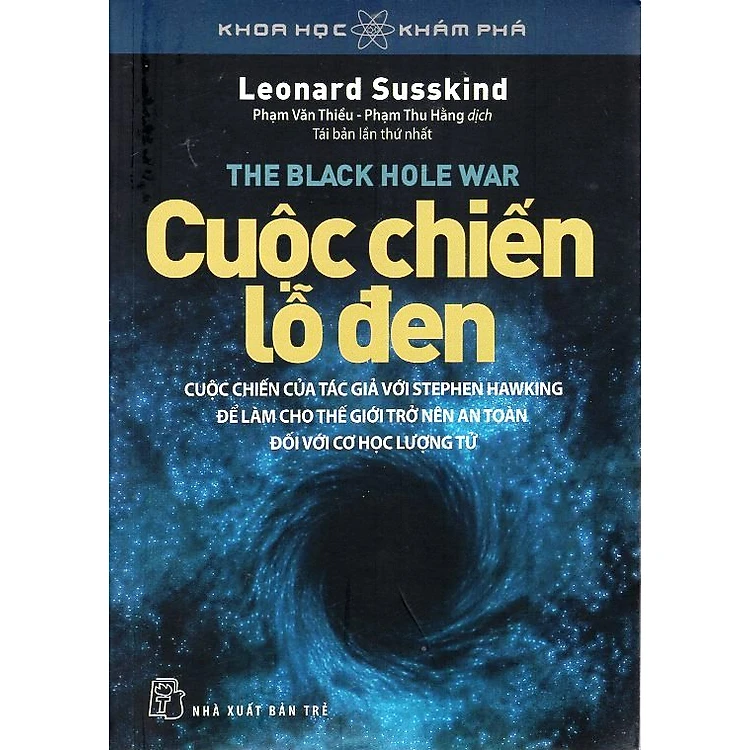 KHOA HỌC KHÁM PHÁ
Leonard Susskind
Phạm Văn Thiều - Phạm Thu Hằng dịch
Tái bản lần thứ nhất
THE BLACK HOLE WAR
Cuộc chiến
lỗ đen
CUỘC CHIẾN CỦA TÁC GIẢ VỚI STEPHEN HAWKING
ĐỂ LÀM CHO THẾ GIỚI TRỞ NÊN AN TOÀN
ĐỐI VỚI CƠ HỌC LƯỢNG TỬ
NHÀ XUẤT BẢN TRẺ